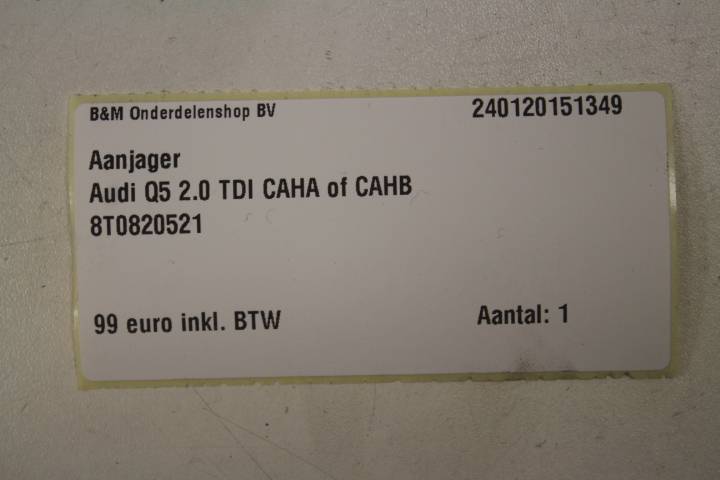 B&M Onderdelenshop BV 240120151349
Aanjager
Audi Q5 2.0 TDI CAHA of CAHB
8T0820521
99 euro inkl. BTW Aantal: 1